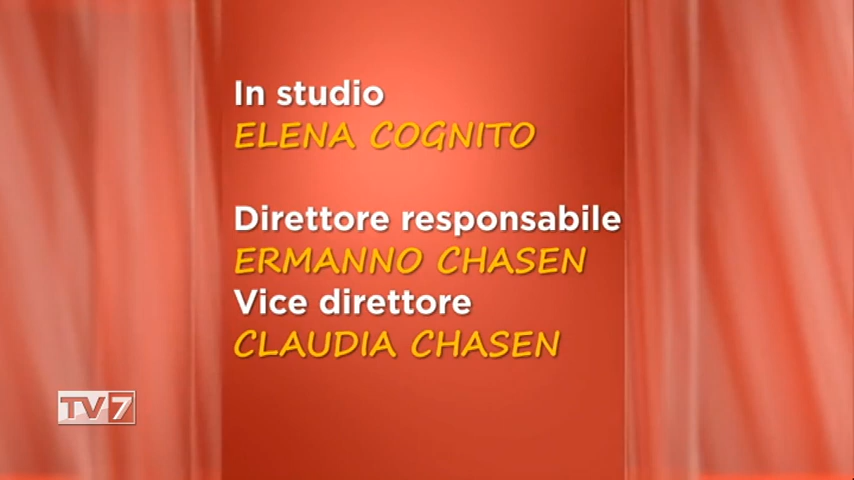 In studio
ELENA COGNITO
Direttore responsabile
ERMANNO CHASEN
Vice direttore
CLAUDIA CHASEN
TV7